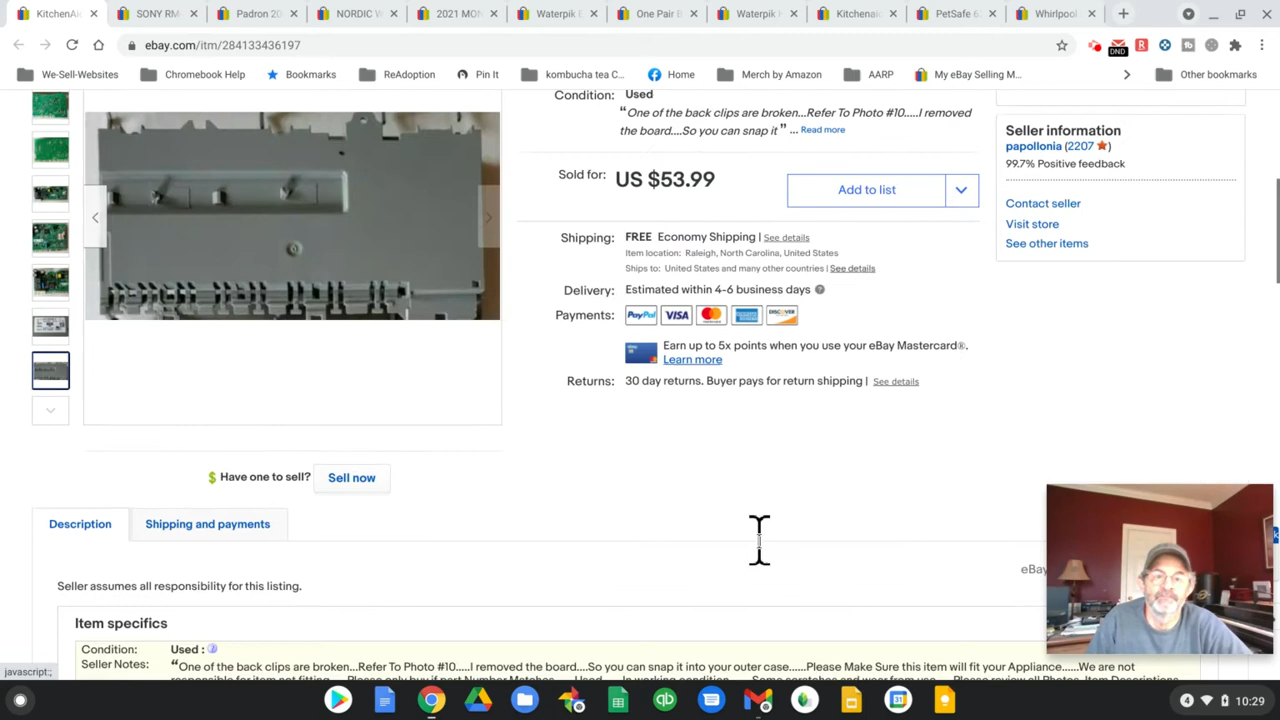 KitchenAi
SONY RM
Padron 20
NORDIC W
2021 MON
Waterpik E
One Pair B
Waterpik H
Kitchenaid
PetSafe 6
Whirlpool
ebay.com/itm/284133436197
DND
We-Sell-Websites
Chromebook Help
Bookmarks
ReAdoption
Pin It
kombucha tea C...
Home
Merch by Amazon
AARP
My eBay Selling M...
Other bookmarks
Condition: Used
“One of the back clips are broken...Refer To Photo #10.....I removed
the board....So you can snap it ” ... Read more
Sold for: US $53.99
Add to list
Shipping: FREE Economy Shipping | See details
Item location: Raleigh, North Carolina, United States
Ships to: United States and many other countries | See details
Delivery: Estimated within 4-6 business days
Payments: PayPal VISA MasterCard AMERICAN EXPRESS DISCOVER
Earn up to 5x points when you use your eBay Mastercard®.
Learn more
Returns: 30 day returns. Buyer pays for return shipping | See details
Seller information
papollonia (2207 )
99.7% Positive feedback
Contact seller
Visit store
See other items
Have one to sell? Sell now
Description
Shipping and payments
eBay
Seller assumes all responsibility for this listing.
Item specifics
Condition: Used :
Seller Notes: “One of the back clips are broken...Refer To Photo #10.....I removed the board....So you can snap it into your outer case......Please Make Sure this item will fit your Appliance......We are not
javascript:;
31
4
10:29